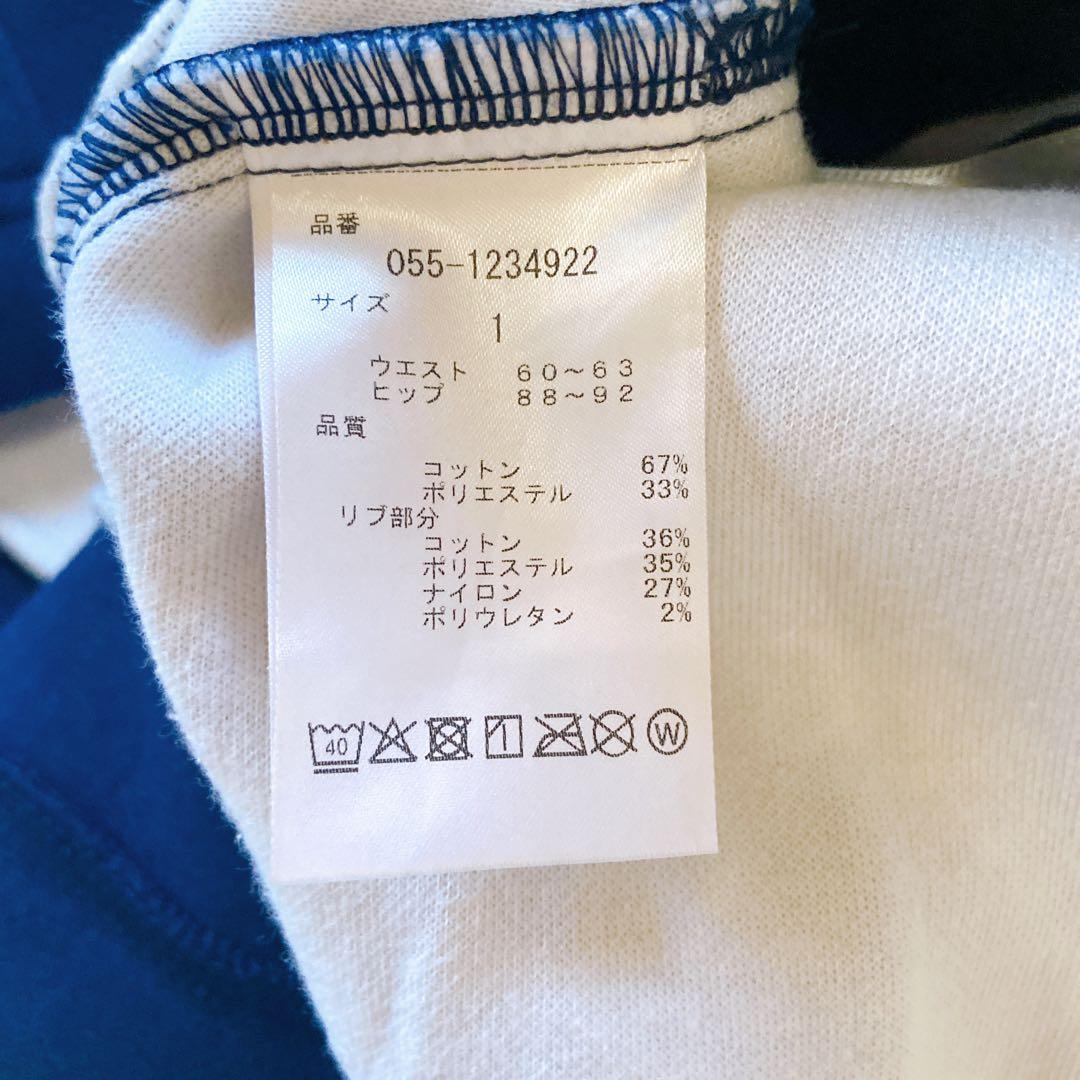 品番
055-1234922
サイズ
1
ウエスト 60～63
ヒップ 88～92
品質
コットン 67%
ポリエステル 33%
リブ部分
コットン 36%
ポリエステル 35%
ナイロン 27%
ポリウレタン 2%
40 W